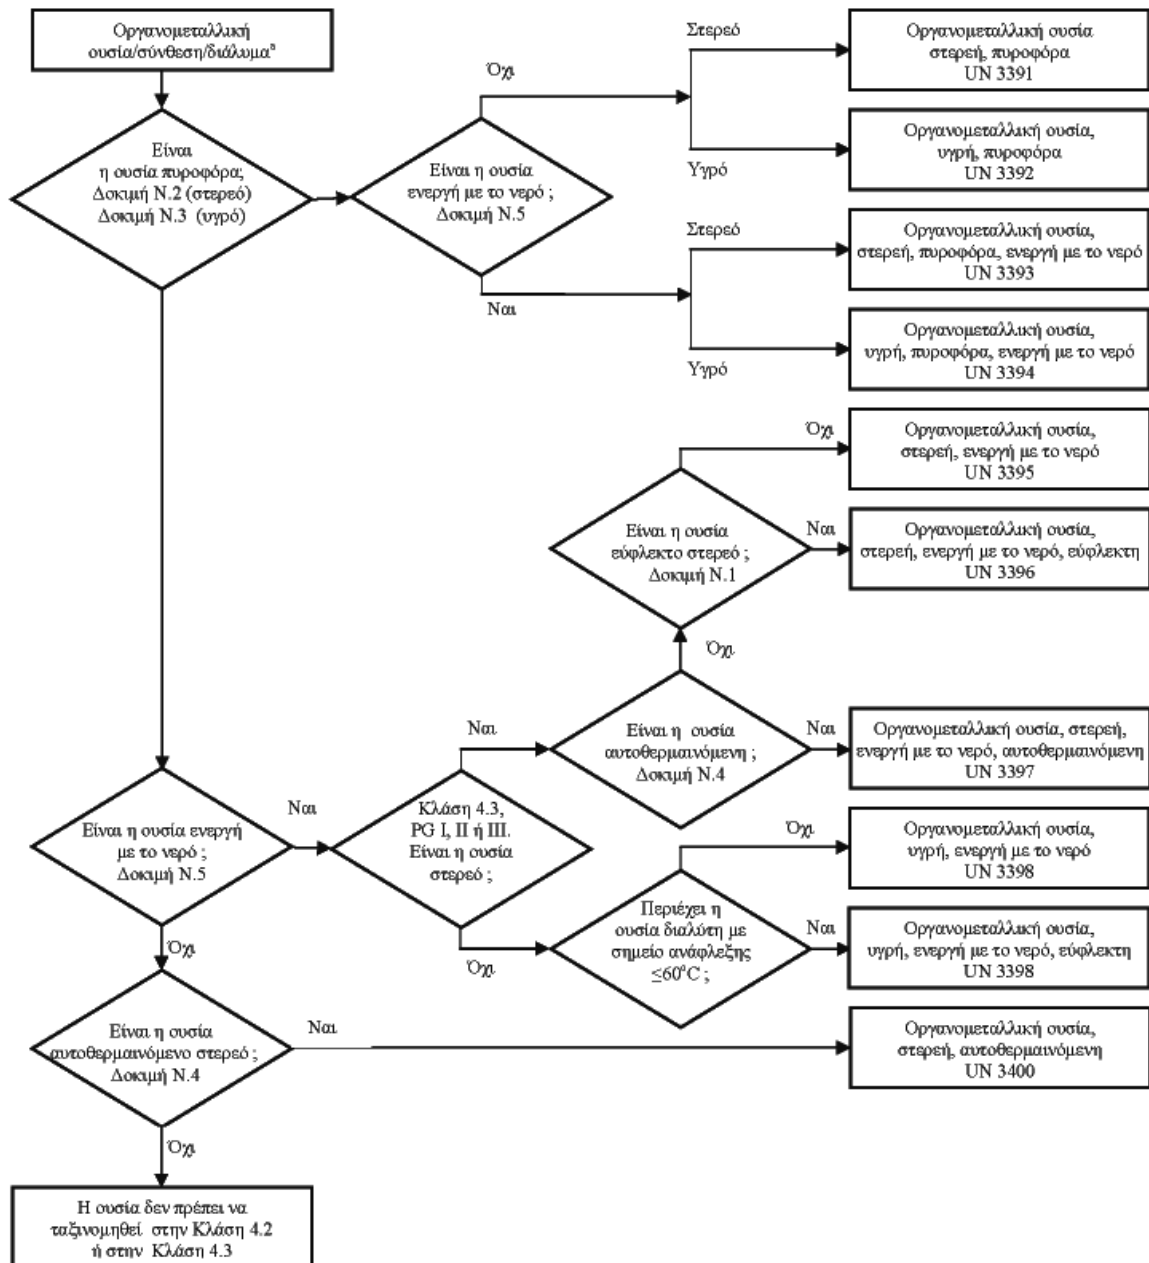 Οργανομεταλλική
ουσία/σύνθεση/διάλυμαª
Είναι
η ουσία πυροφόρα;
Δοκιμή N.2 (στερεό)
Δοκιμή N.3 (υγρό)
Όχι
Είναι η ουσία
ενεργή με το νερό ;
Δοκιμή N.5
Ναι
Στερεό
Οργανομεταλλική ουσία
στερεή, πυροφόρα
UN 3391
Υγρό
Οργανομεταλλική ουσία,
υγρή, πυροφόρα
UN 3392
Στερεό
Οργανομεταλλική ουσία,
στερεή, πυροφόρα, ενεργή με το νερό
UN 3393
Υγρό
Οργανομεταλλική ουσία,
υγρή, πυροφόρα, ενεργή με το νερό
UN 3394
Όχι
Οργανομεταλλική ουσία,
στερεή, ενεργή με το νερό
UN 3395
Είναι η ουσία
εύφλεκτο στερεό ;
Δοκιμή N.1
Ναι
Οργανομεταλλική ουσία,
στερεή, ενεργή με το νερό, εύφλεκτη
UN 3396
Όχι
Είναι η ουσία
αυτοθερμαινόμενη ;
Δοκιμή N.4
Ναι
Ναι
Οργανομεταλλική ουσία, στερεή,
ενεργή με το νερό, αυτοθερμαινόμενη
UN 3397
Είναι η ουσία ενεργή
με το νερό ;
Δοκιμή N.5
Ναι
Κλάση 4.3,
PG I, II ή III.
Είναι η ουσία
στερεό ;
Όχι
Όχι
Οργανομεταλλική ουσία,
υγρή, ενεργή με το νερό
UN 3398
Περιέχει η
ουσία διαλύτη με
σημείο ανάφλεξης
≤60°C ;
Ναι
Οργανομεταλλική ουσία,
υγρή, ενεργή με το νερό, εύφλεκτη
UN 3398
Όχι
Είναι η ουσία
αυτοθερμαινόμενο στερεό ;
Δοκιμή N.4
Ναι
Οργανομεταλλική ουσία,
στερεή, αυτοθερμαινόμενη
UN 3400
Όχι
Η ουσία δεν πρέπει να
ταξινομηθεί στην Κλάση 4.2
ή στην Κλάση 4.3